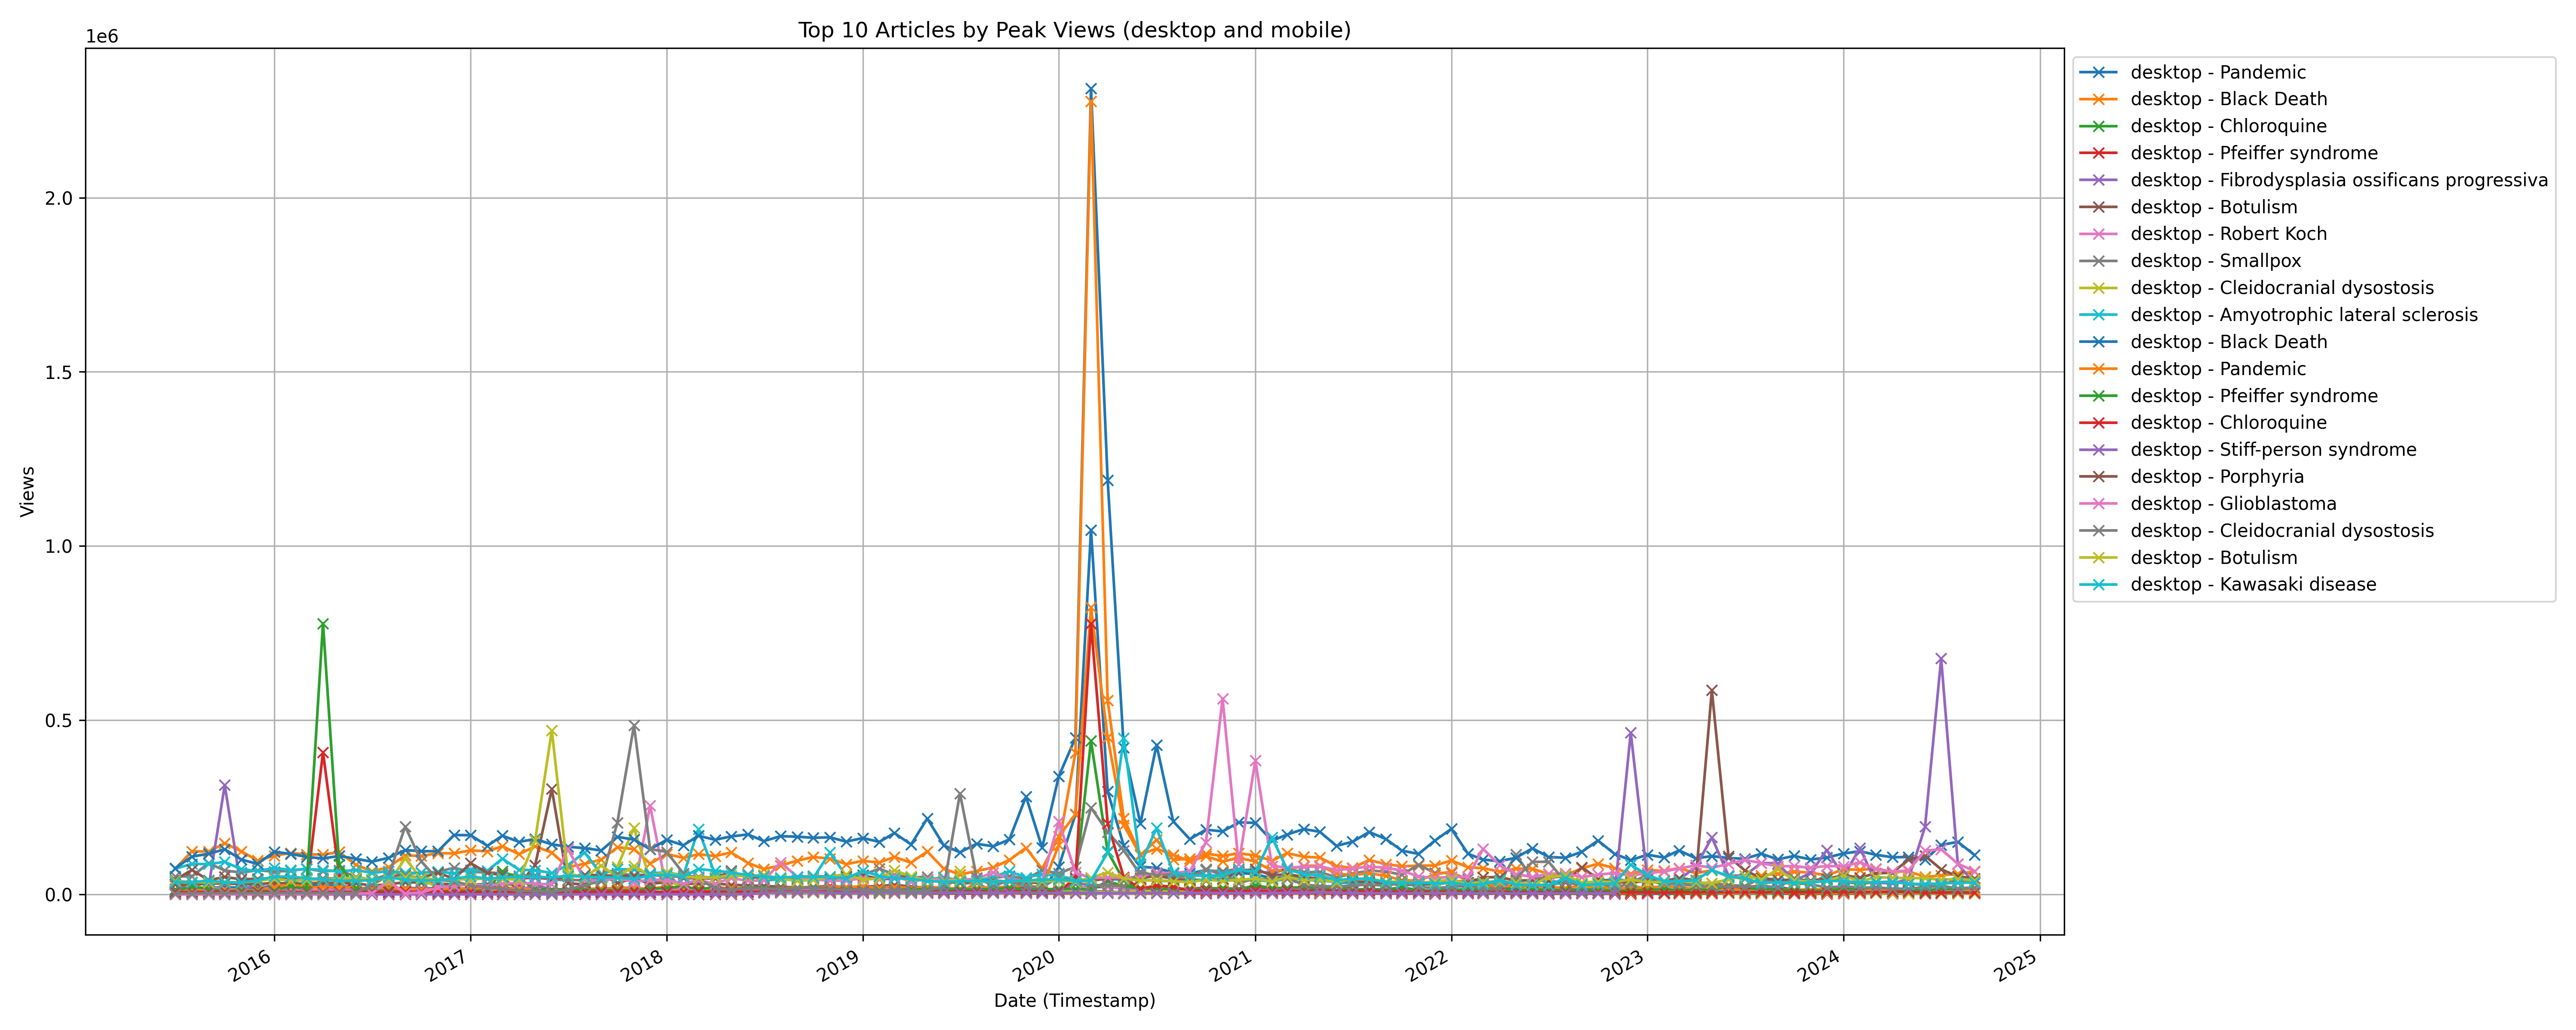 Top 10 Articles by Peak Views (desktop and mobile)
1e6
2.0
1.5
1.0
0.5
0.0
Views
2016
2017
2018
2019
2020
2021
2022
2023
2024
2025
Date (Timestamp)
desktop - Pandemic
desktop - Black Death
desktop - Chloroquine
desktop - Pfeiffer syndrome
desktop - Fibrodysplasia ossificans progressiva
desktop - Botulism
desktop - Robert Koch
desktop - Smallpox
desktop - Cleidocranial dysostosis
desktop - Amyotrophic lateral sclerosis
desktop - Black Death
desktop - Pandemic
desktop - Pfeiffer syndrome
desktop - Chloroquine
desktop - Stiff-person syndrome
desktop - Porphyria
desktop - Glioblastoma
desktop - Cleidocranial dysostosis
desktop - Botulism
desktop - Kawasaki disease